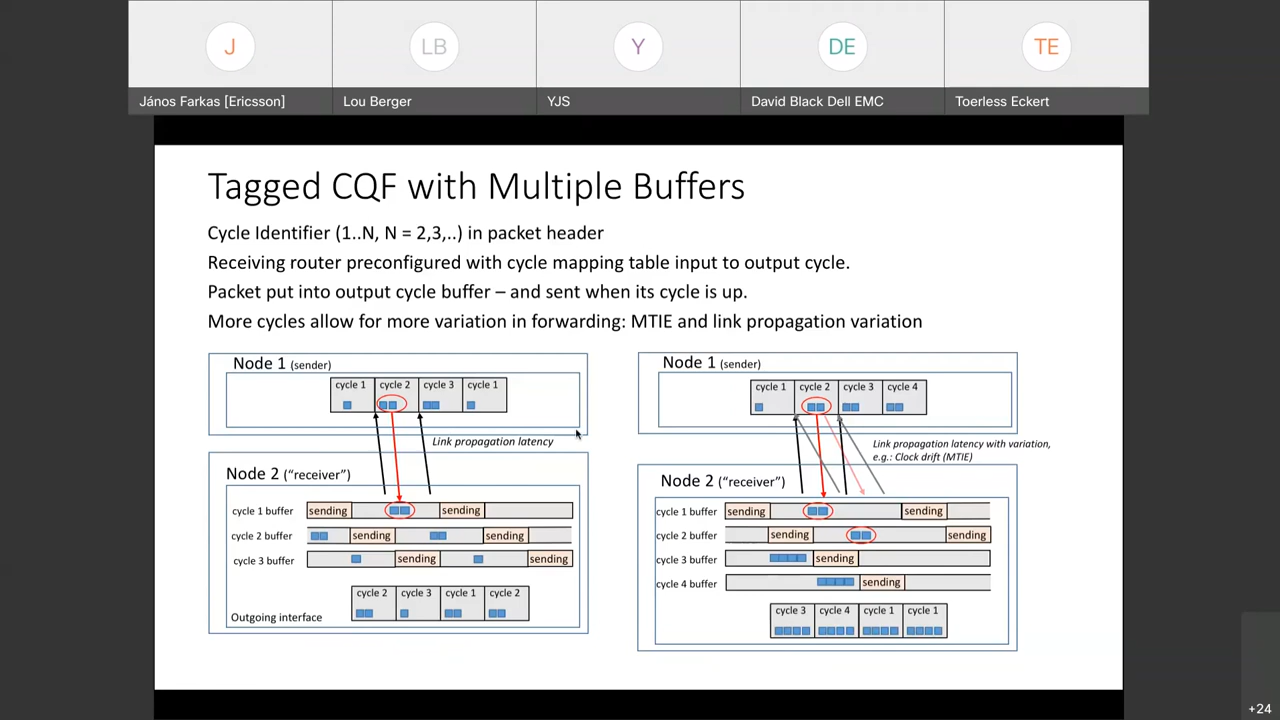 J
LB
Y
DE
TE
János Farkas [Ericsson]
Lou Berger
YJS
David Black Dell EMC
Toerless Eckert
Tagged CQF with Multiple Buffers
Cycle Identifier (1..N, N = 2,3,..) in packet header
Receiving router preconfigured with cycle mapping table input to output cycle.
Packet put into output cycle buffer – and sent when its cycle is up.
More cycles allow for more variation in forwarding: MTIE and link propagation variation
Node 1 (sender)
cycle 1 cycle 2 cycle 3 cycle 1
Link propagation latency
Node 2 ("receiver")
cycle 1 buffer sending sending
cycle 2 buffer sending sending
cycle 3 buffer sending sending
cycle 2 cycle 3 cycle 1 cycle 2
Outgoing interface
Node 1 (sender)
cycle 1 cycle 2 cycle 3 cycle 4
Link propagation latency with variation,
e.g.: Clock drift (MTIE)
Node 2 ("receiver")
cycle 1 buffer sending sending
cycle 2 buffer sending sending
cycle 3 buffer sending
cycle 4 buffer sending
cycle 3 cycle 4 cycle 1 cycle 1
+24